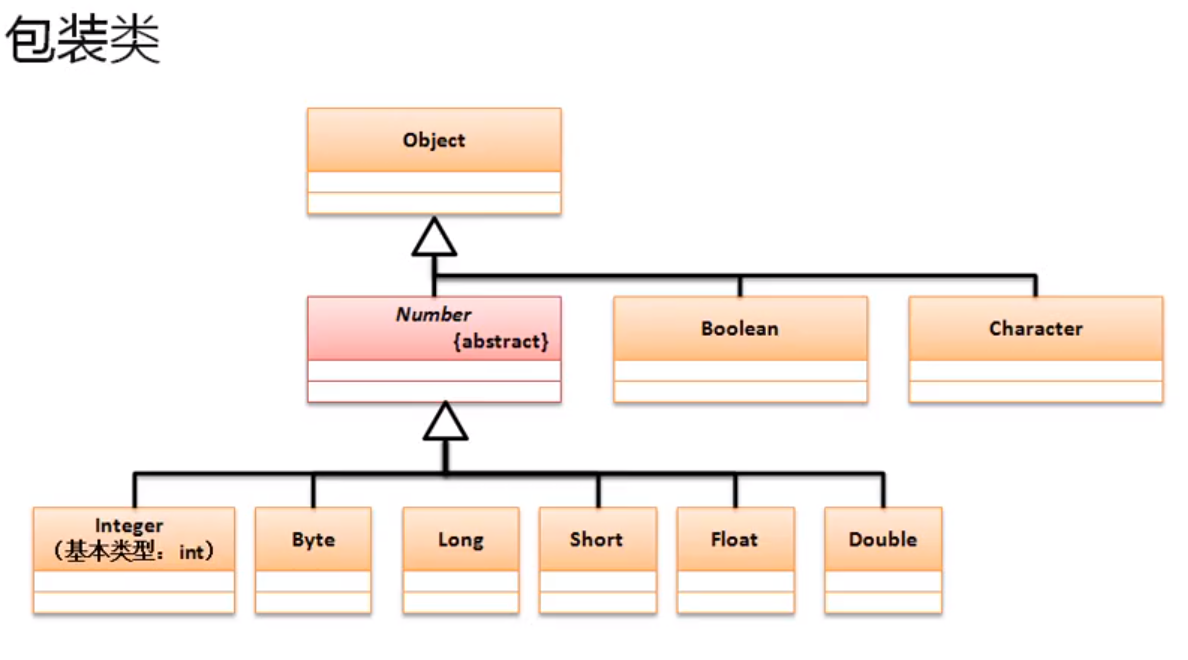 包装类
Object
Number
{abstract}
Boolean
Character
Integer
（基本类型：int）
Byte
Long
Short
Float
Double